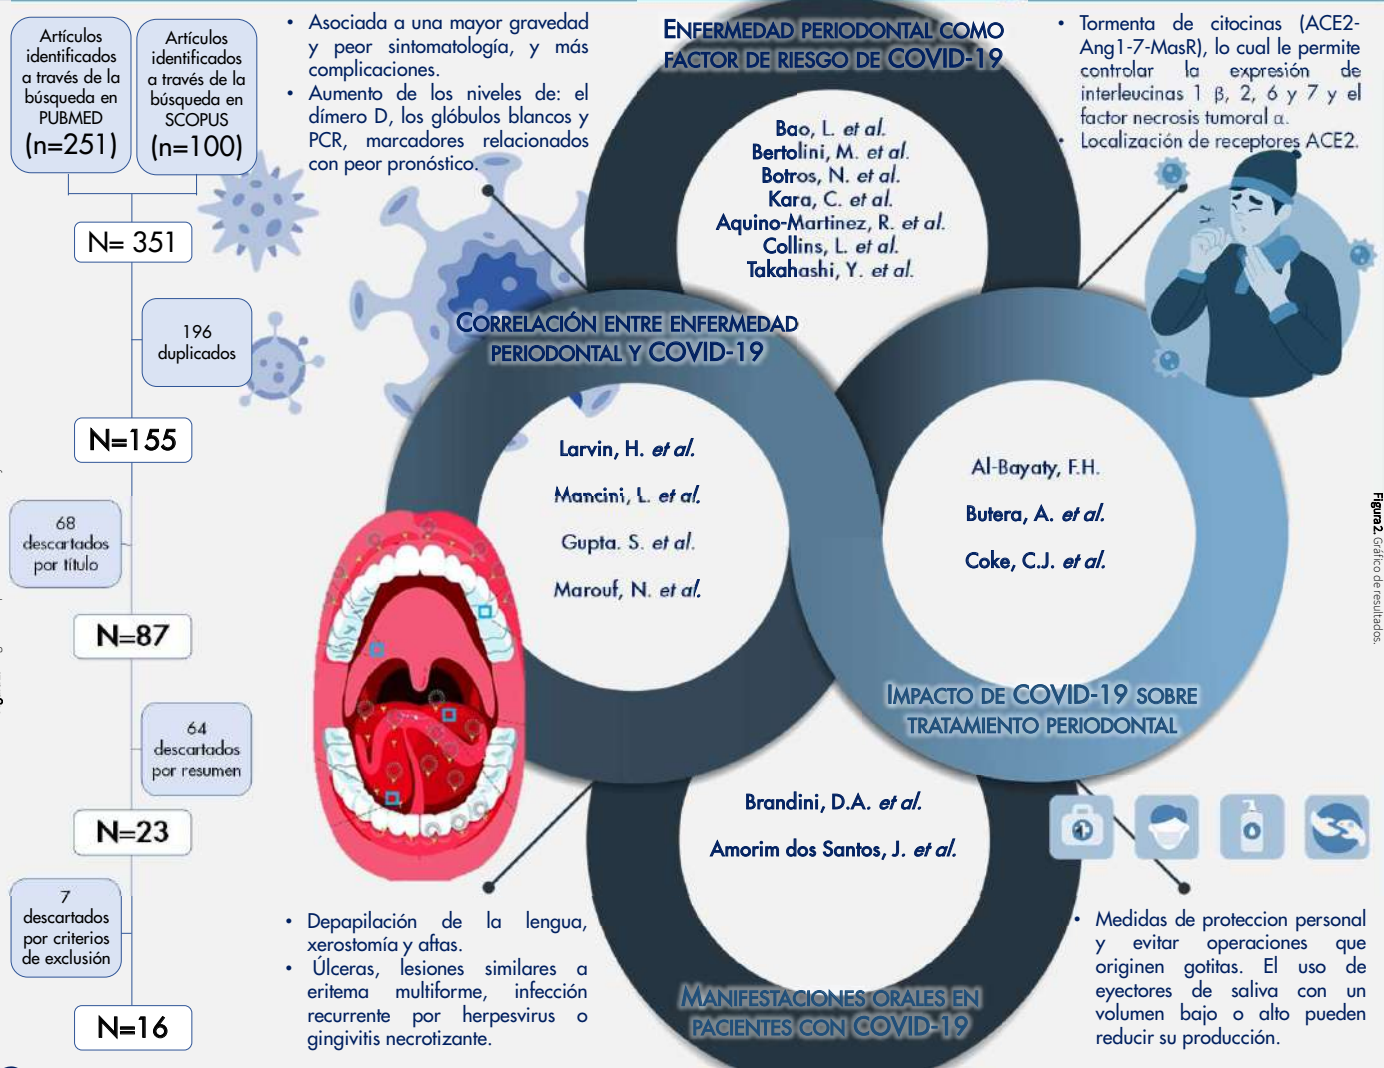 Artículos
identificados
a través de la
búsqueda en
PUBMED
(n=251)
Artículos
identificados
a través de la
búsqueda en
SCOPUS
(n=100)
N= 351
196
duplicados
N=155
68
descartados
por título
N=87
64
descartados
por resumen
N=23
7
descartados
por criterios
de exclusión
N=16
• Asociada a una mayor gravedad
y peor sintomatología, y más
complicaciones.
• Aumento de los niveles de: el
dímero D, los glóbulos blancos y
PCR, marcadores relacionados
con peor pronóstico.
ENFERMEDAD PERIODONTAL COMO
FACTOR DE RIESGO DE COVID-19
Bao, L. et al.
Bertolini, M. et al.
Botros, N. et al.
Kara, C. et al.
Aquino-Martinez, R. et al.
Collins, L. et al.
Takahashi, Y. et al.
• Tormenta de citocinas (ACE2-
Ang1-7-MasR), lo cual le permite
controlar la expresión de
interleucinas 1 β, 2, 6 y 7 y el
factor necrosis tumoral α.
• Localización de receptores ACE2.
CORRELACIÓN ENTRE ENFERMEDAD
PERIODONTAL Y COVID-19
Larvin, H. et al.
Mancini, L. et al.
Gupta. S. et al.
Marouf, N. et al.
Al-Bayaty, F.H.
Butera, A. et al.
Coke, C.J. et al.
IMPACTO DE COVID-19 SOBRE
TRATAMIENTO PERIODONTAL
Brandini, D.A. et al.
Amorim dos Santos, J. et al.
MANIFESTACIONES ORALES EN
PACIENTES CON COVID-19
• Depapilación de la lengua,
xerostomía y aftas.
• Úlceras, lesiones similares a
eritema multiforme, infección
recurrente por herpesvirus o
gingivitis necrotizante.
• Medidas de proteccion personal
y evitar operaciones que
originen gotitas. El uso de
eyectores de saliva con un
volumen bajo o alto pueden
reducir su producción.
Figura 2. Gráfico de resultados.